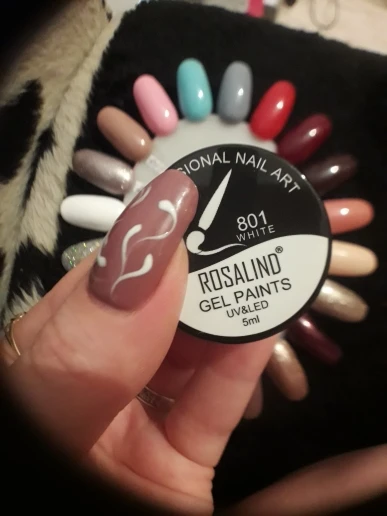 SIONAL NAIL ART
801
WHITE
ROSALIND®
GEL PAINTS
UV&LED
5ml